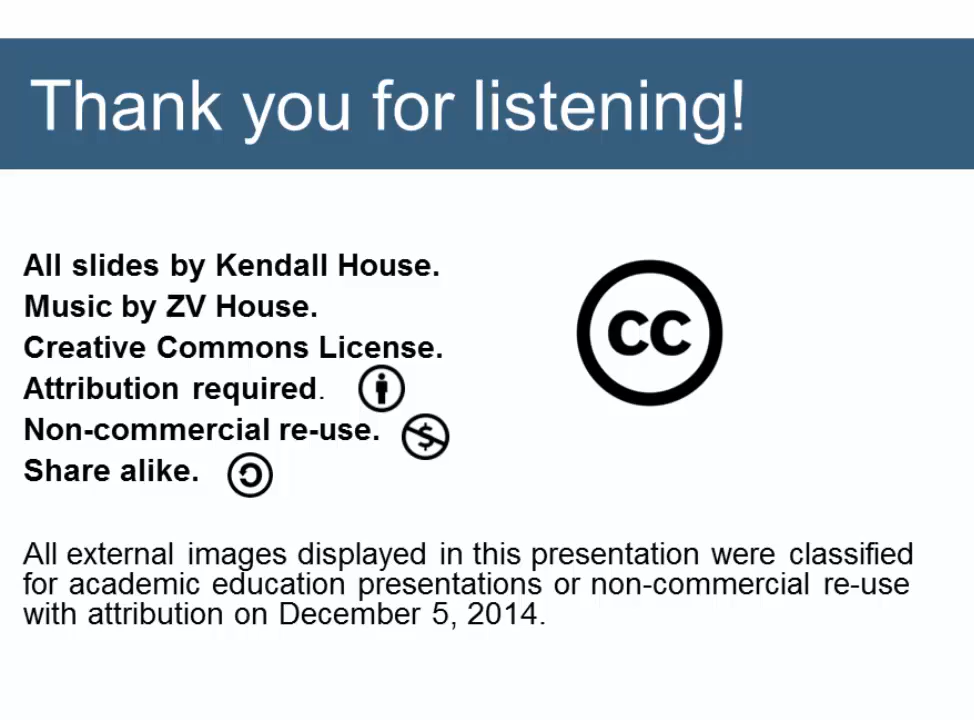 Thank you for listening!
All slides by Kendall House.
Music by ZV House.
Creative Commons License.
cc
Attribution required.
Non-commercial re-use.
$
Share alike.
All external images displayed in this presentation were classified
for academic education presentations or non-commercial re-use
with attribution on December 5, 2014.